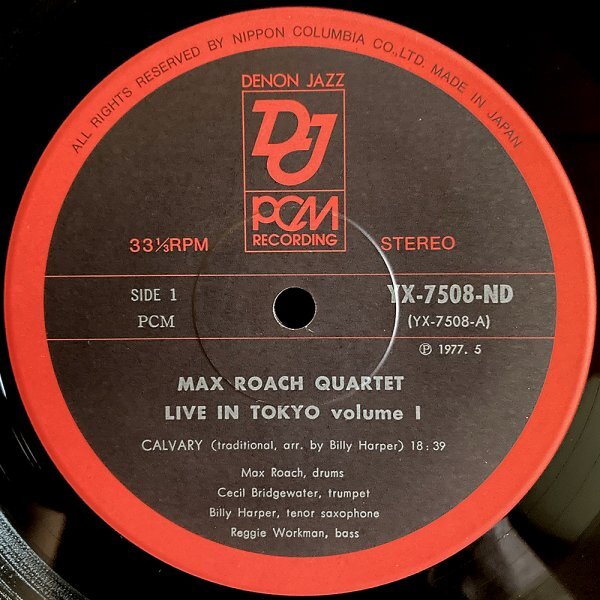 ALL RIGHTS RESERVED BY NIPPON COLUMBIA CO.,LTD. MADE IN JAPAN
DENON JAZZ
DJ
PCM
RECORDING
33⅓RPM
STEREO
SIDE 1
PCM
YX-7508-ND
(YX-7508-A)
Ⓟ 1977. 5
MAX ROACH QUARTET
LIVE IN TOKYO volume I
CALVARY (traditional, arr. by Billy Harper) 18:39
Max Roach, drums
Cecil Bridgewater, trumpet
Billy Harper, tenor saxophone
Reggie Workman, bass